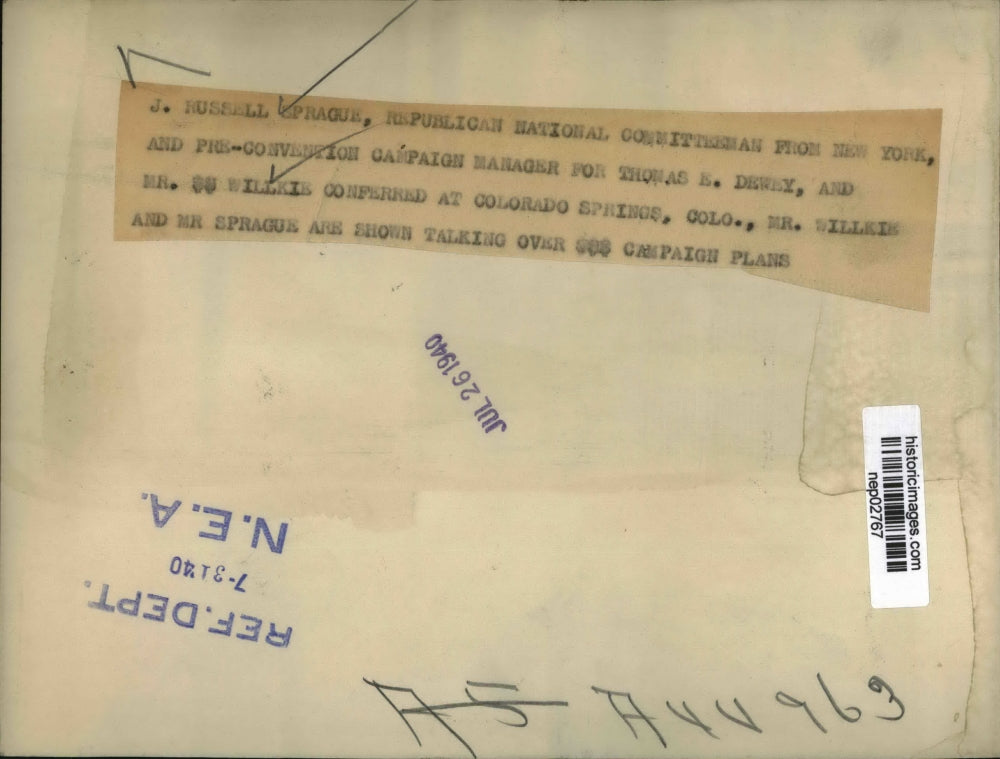 J. RUSSELL SPRAGUE, REPUBLICAN NATIONAL COMMITTEEMAN FROM NEW YORK,
AND PRE-CONVENTION CAMPAIGN MANAGER FOR THOMAS E. DEWEY, AND
MR. $$ WILLKIE CONFERRED AT COLORADO SPRINGS, COLO., MR. WILLKIE
AND MR SPRAGUE ARE SHOWN TALKING OVER $$$ CAMPAIGN PLANS
JUL 26 1940
historicimages.com
nep02767
REF. DEPT.
7-31 40
N.E.A.